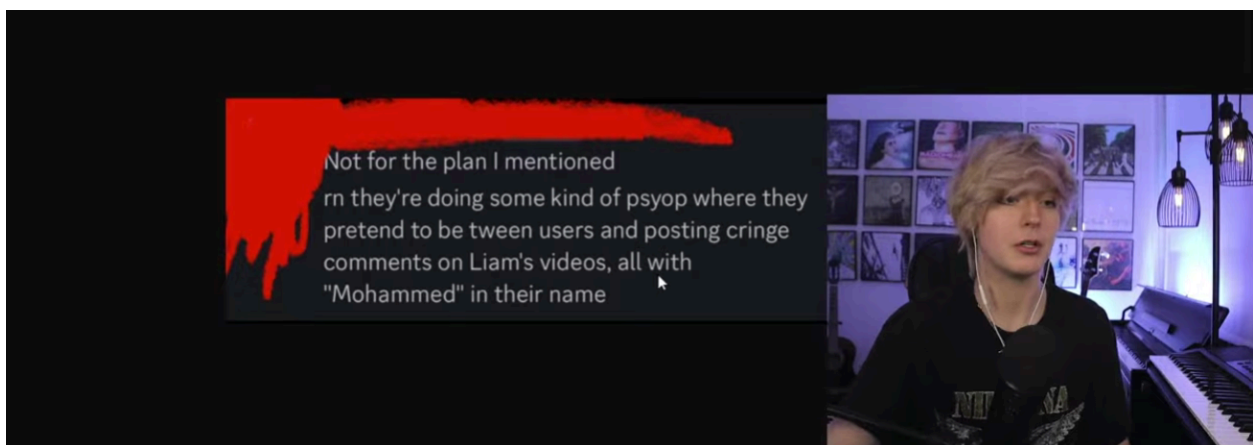 Not for the plan I mentioned
rn they're doing some kind of psyop where they
pretend to be tween users and posting cringe
comments on Liam's videos, all with
"Mohammed" in their name